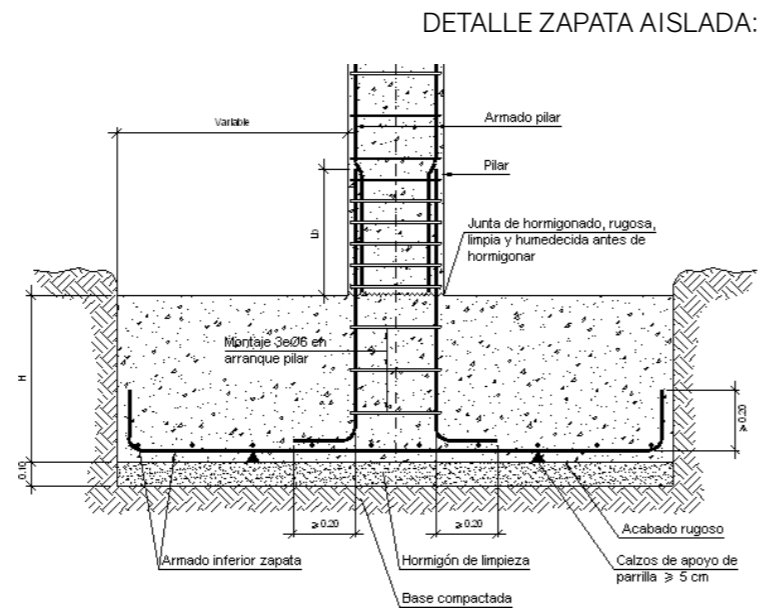 DETALLE ZAPATA AISLADA:
Variable
Armado pilar
Pilar
Lb
Junta de hormigonado, rugosa,
limpia y humedecida antes de
hormigonar
Montaje 3eØ6 en
arranque pilar
H
≥ 0.20
0.10
≥ 0.20
≥ 0.20
Acabado rugoso
Armado inferior zapata
Hormigón de limpieza
Calzos de apoyo de
parrilla ≥ 5 cm
Base compactada